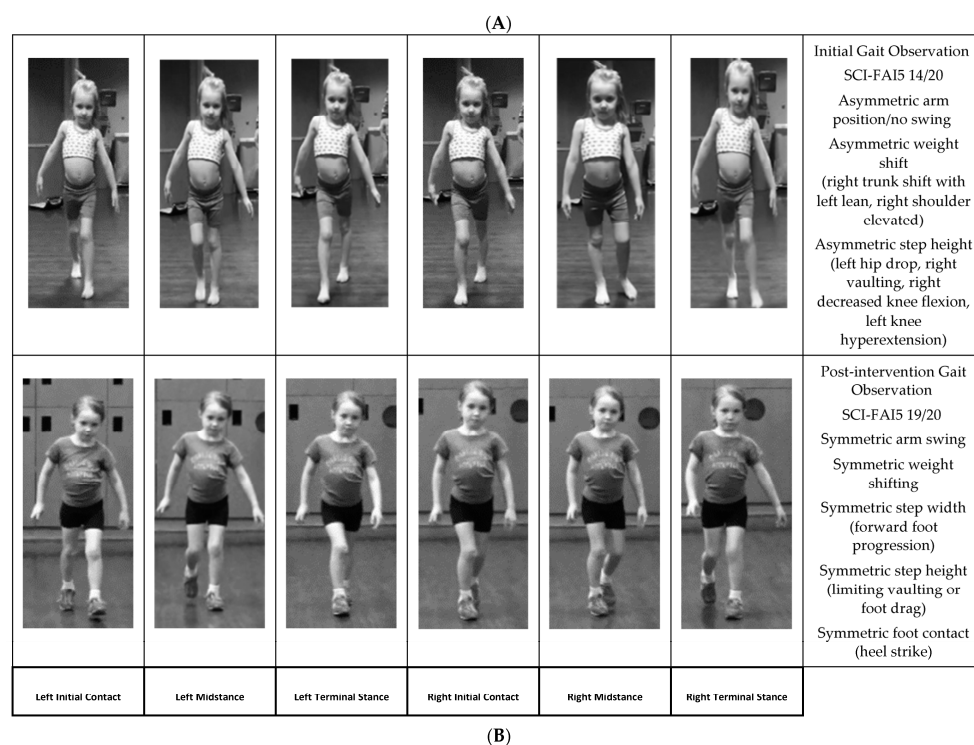 (A)
Initial Gait Observation
SCI-FAI5 14/20
Asymmetric arm
position/no swing
Asymmetric weight
shift
(right trunk shift with
left lean, right shoulder
elevated)
Asymmetric step height
(left hip drop, right
vaulting, right
decreased knee flexion,
left knee
hyperextension)
Post-intervention Gait
Observation
SCI-FAI5 19/20
Symmetric arm swing
Symmetric weight
shifting
Symmetric step width
(forward foot
progression)
Symmetric step height
(limiting vaulting or
foot drag)
Symmetric foot contact
(heel strike)
Left Initial Contact
Left Midstance
Left Terminal Stance
Right Initial Contact
Right Midstance
Right Terminal Stance
(B)